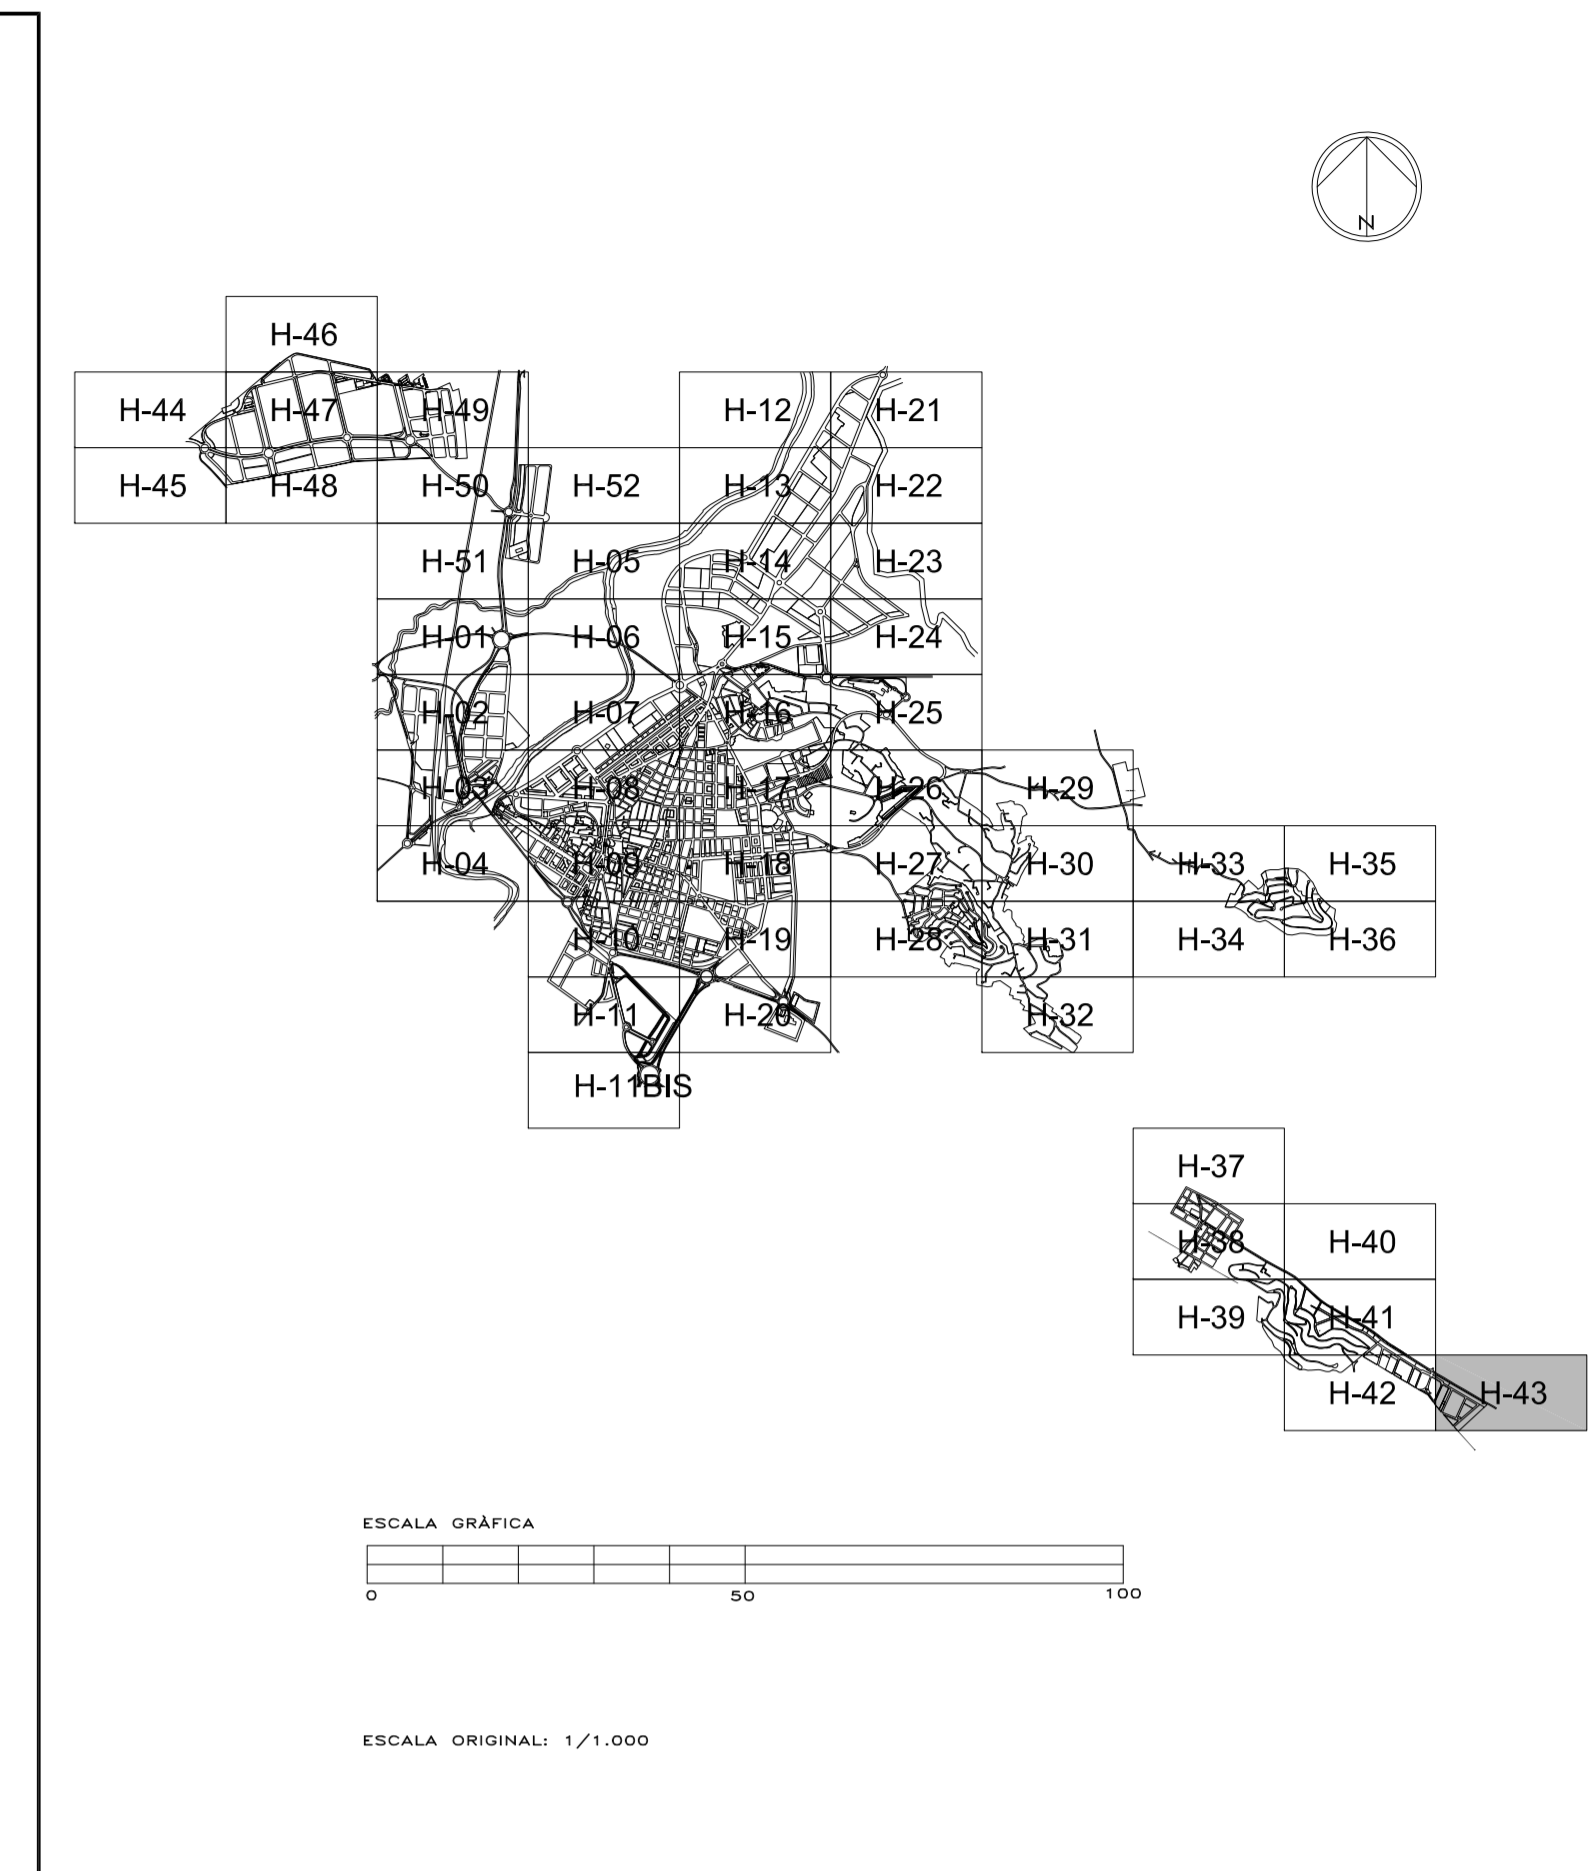 N
H-46
H-44 H-47 H-49 H-12 H-21
H-45 H-48 H-50 H-52 H-13 H-22
H-51 H-05 H-14 H-23
H-01 H-06 H-15 H-24
H-02 H-07 H-16 H-25
H-03 H-08 H-17 H-26 H-29
H-04 H-09 H-18 H-27 H-30 H-33 H-35
H-10 H-19 H-28 H-31 H-34 H-36
H-11 H-20 H-32
H-11BIS
H-37
H-38 H-40
H-39 H-41
H-42 H-43
ESCALA GRÀFICA
0 50 100
ESCALA ORIGINAL: 1/1.000